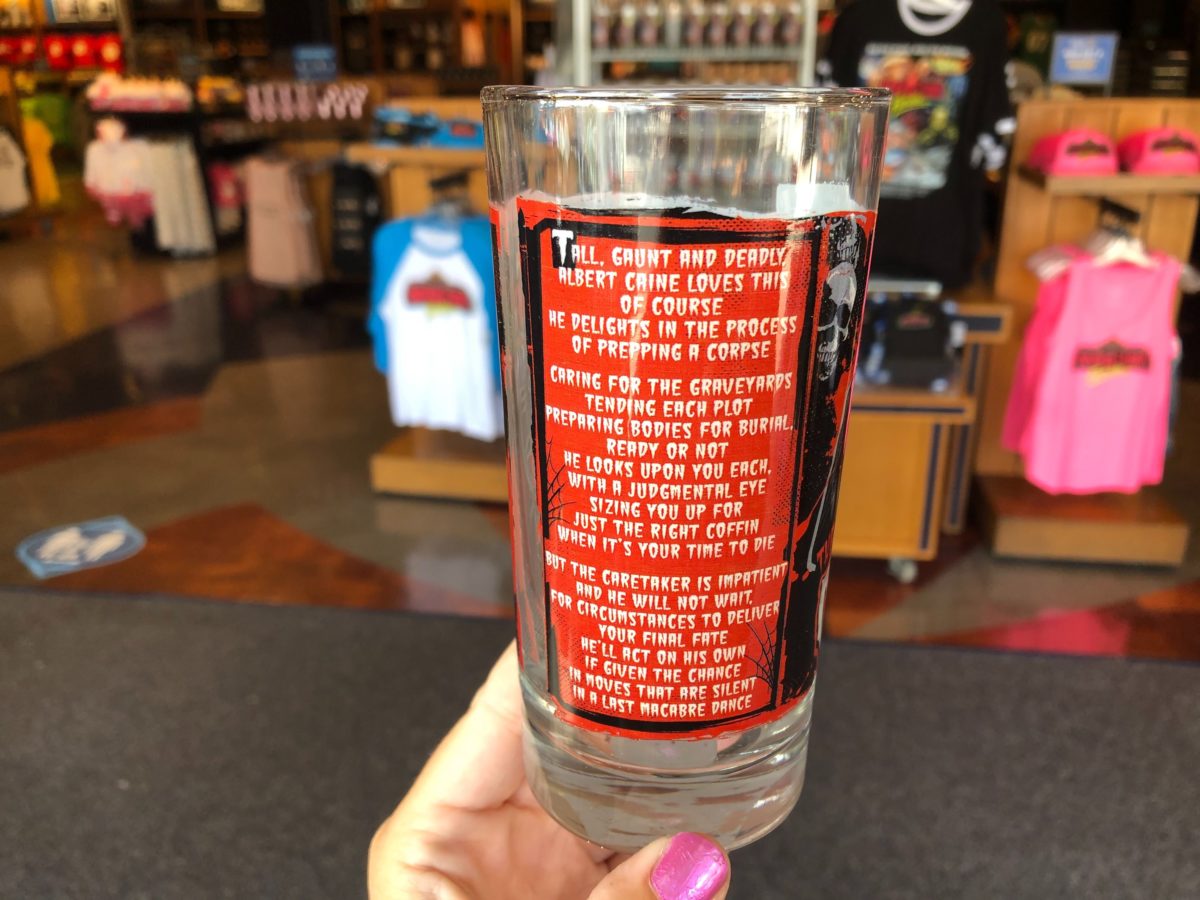 TALL, GAUNT AND DEADLY,
ALBERT CAINE LOVES THIS
OF COURSE
HE DELIGHTS IN THE PROCESS
OF PREPPING A CORPSE
CARING FOR THE GRAVEYARDS
TENDING EACH PLOT
PREPARING BODIES FOR BURIAL,
READY OR NOT
HE LOOKS UPON YOU EACH,
WITH A JUDGMENTAL EYE
SIZING YOU UP FOR
JUST THE RIGHT COFFIN
WHEN IT'S YOUR TIME TO DIE
BUT THE CARETAKER IS IMPATIENT
AND HE WILL NOT WAIT,
FOR CIRCUMSTANCES TO DELIVER
YOUR FINAL FATE
HE'LL ACT ON HIS OWN
IF GIVEN THE CHANCE
IN MOVES THAT ARE SILENT
IN A LAST MACABRE DANCE